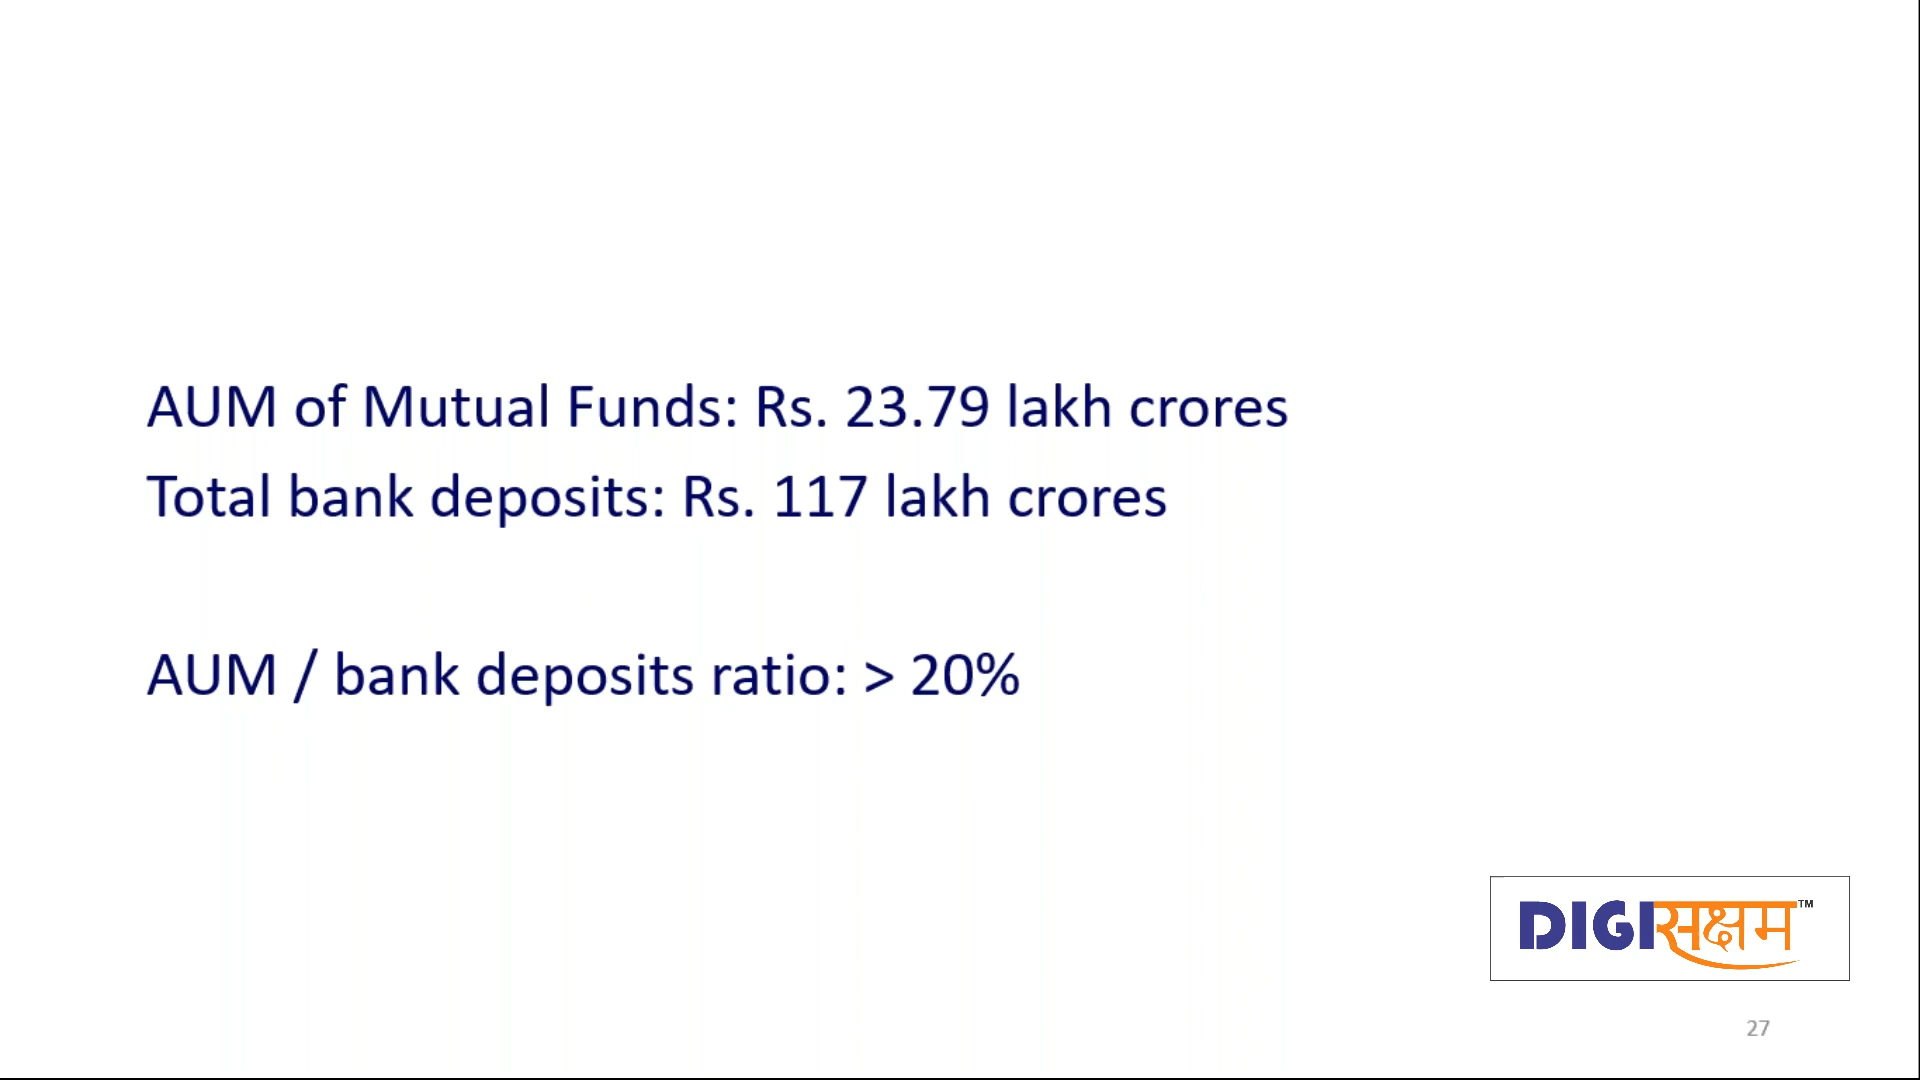 AUM of Mutual Funds: Rs. 23.79 lakh crores
Total bank deposits: Rs. 117 lakh crores
AUM / bank deposits ratio: > 20%
DIGIसक्षम™
27